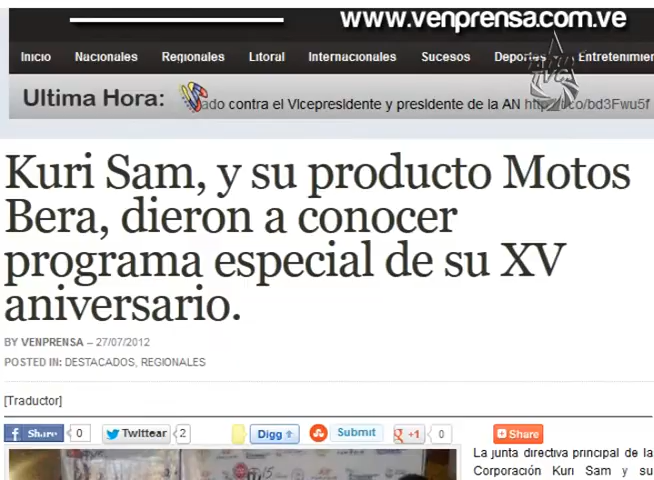 www.venprensa.com.ve
Inicio Nacionales Regionales Litoral Internacionales Sucesos Deportes Entretenimien
Ultima Hora: ado contra el Vicepresidente y presidente de la AN
Kuri Sam, y su producto Motos
Bera, dieron a conocer
programa especial de su XV
aniversario.
BY VENPRENSA – 27/07/2012
POSTED IN: DESTACADOS, REGIONALES
[Traductor]
Share 0 Twittear 2 Digg Submit +1 0 Share
La junta directiva principal de la
Corporación Kuri Sam y su